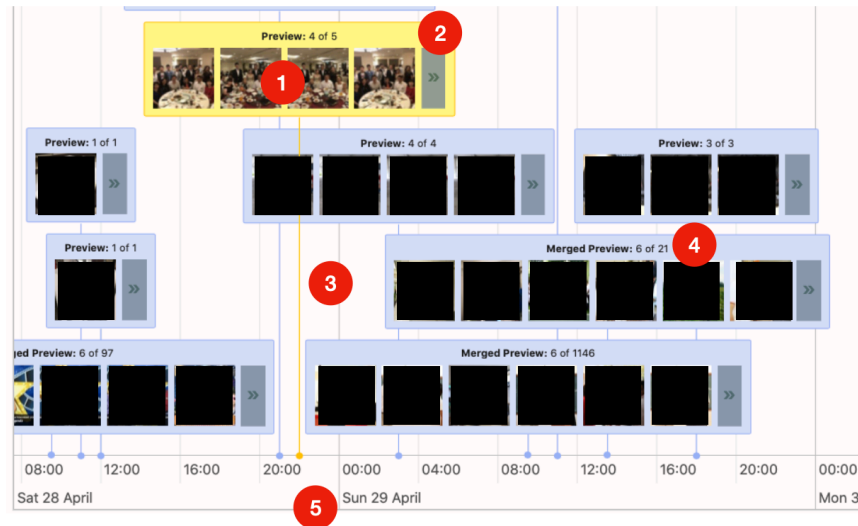 Preview: 4 of 5
2
1
»
Preview: 1 of 1
Preview: 4 of 4
Preview: 3 of 3
»
»
»
Preview: 1 of 1
Merged Preview: 6 of 21
4
»
3
»
ged Preview: 6 of 97
Merged Preview: 6 of 1146
»
»
08:00 12:00 16:00 20:00 00:00 04:00 08:00 12:00 16:00 20:00 00:00
Sat 28 April
5
Sun 29 April
Mon 3